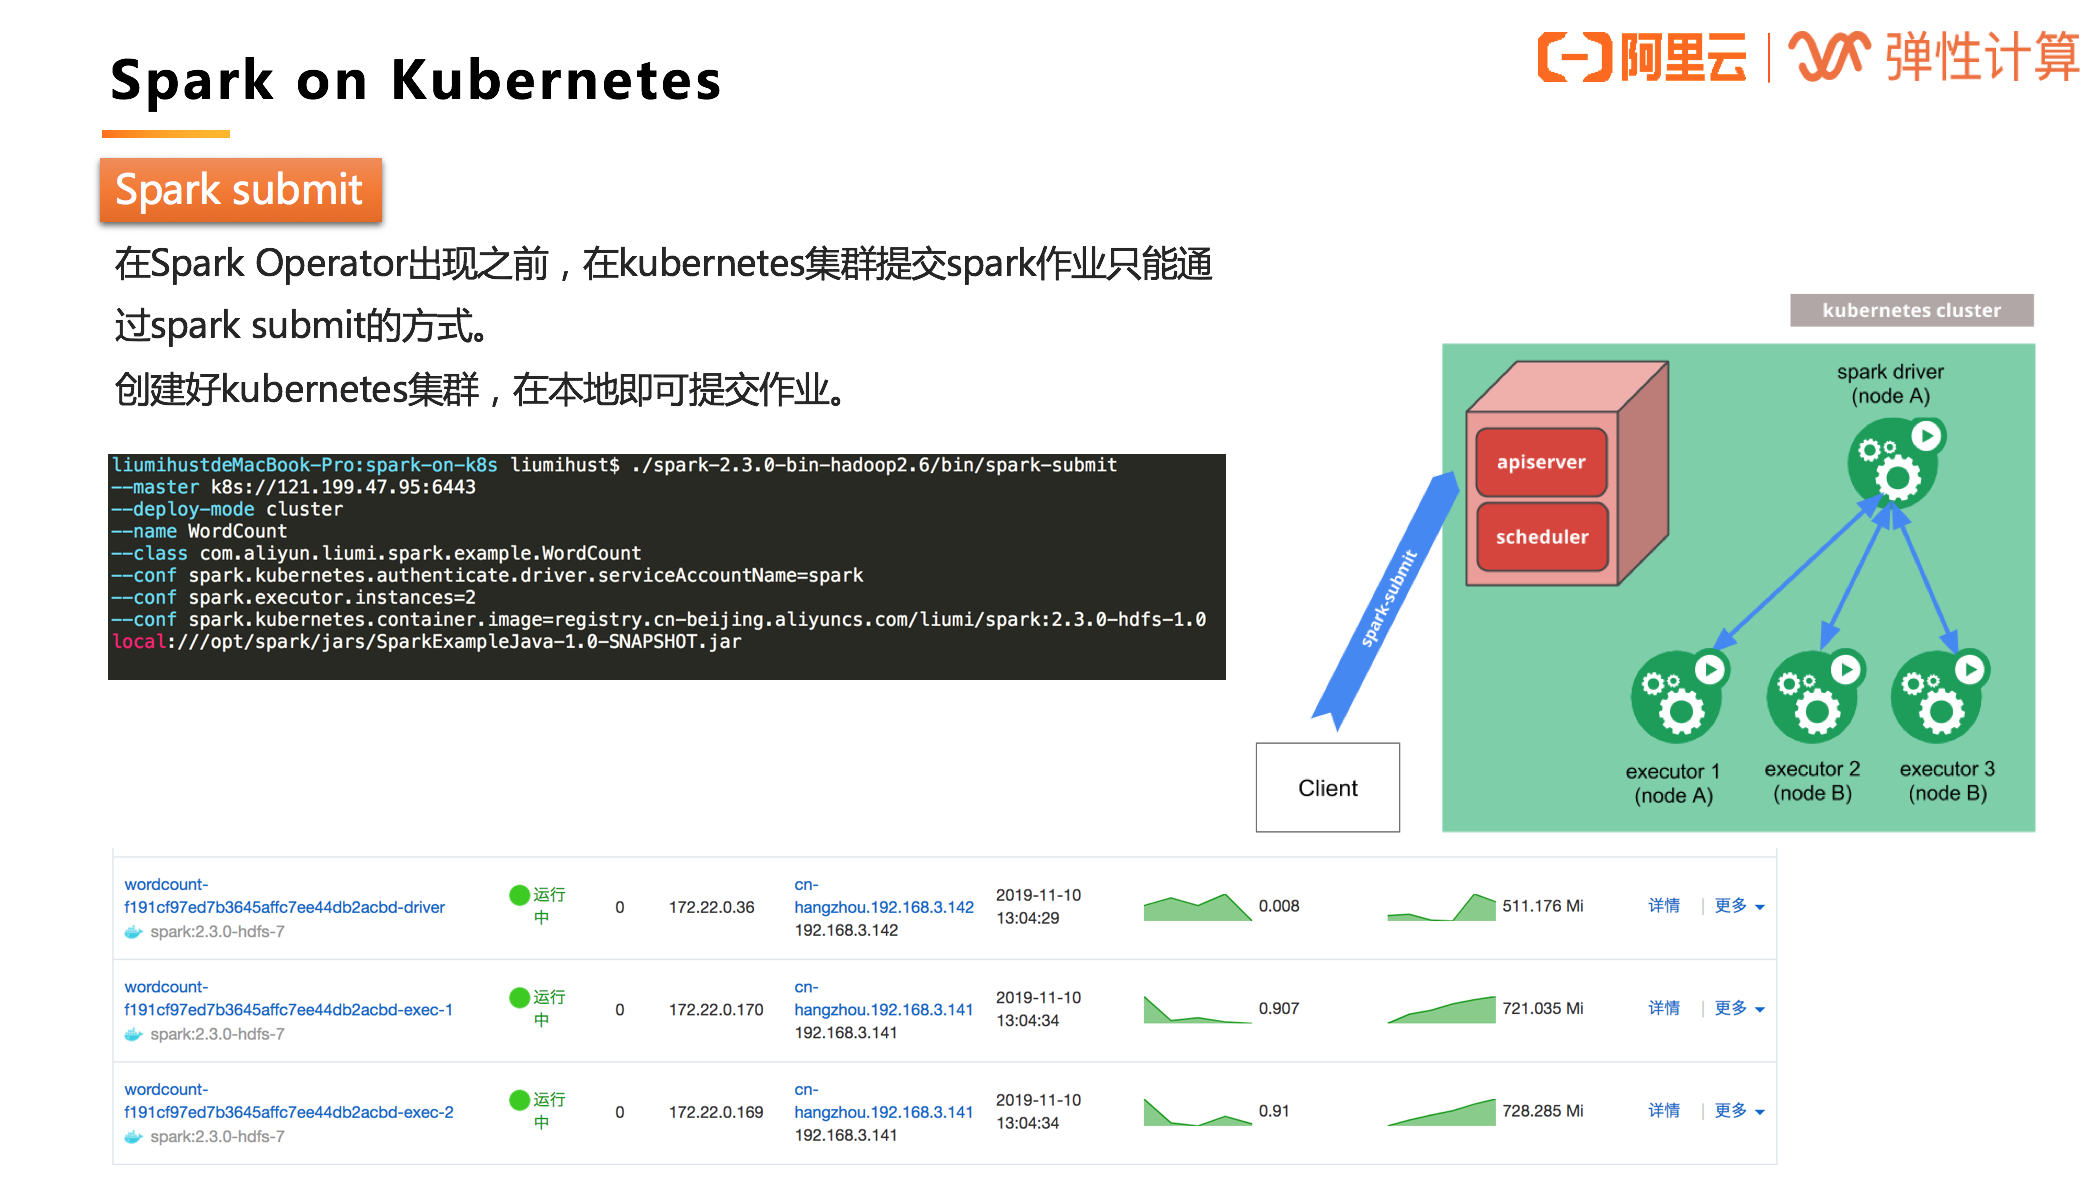 Spark on Kubernetes
阿里云 弹性计算
Spark submit
在Spark Operator出现之前，在kubernetes集群提交spark作业只能通
过spark submit的方式。
创建好kubernetes集群，在本地即可提交作业。
liumihustdeMacBook-Pro:spark-on-k8s liumihust$ ./spark-2.3.0-bin-hadoop2.6/bin/spark-submit
--master k8s://121.199.47.95:6443
--deploy-mode cluster
--name WordCount
--class com.aliyun.liumi.spark.example.WordCount
--conf spark.kubernetes.authenticate.driver.serviceAccountName=spark
--conf spark.executor.instances=2
--conf spark.kubernetes.container.image=registry.cn-beijing.aliyuncs.com/liumi/spark:2.3.0-hdfs-1.0
local:///opt/spark/jars/SparkExampleJava-1.0-SNAPSHOT.jar
kubernetes cluster
spark driver
(node A)
apiserver
scheduler
spark-submit
Client
executor 1
(node A)
executor 2
(node B)
executor 3
(node B)
wordcount-
f191cf97ed7b3645affc7ee44db2acbd-driver
spark:2.3.0-hdfs-7
运行
中
0
172.22.0.36
cn-
hangzhou.192.168.3.142
192.168.3.142
2019-11-10
13:04:29
0.008
511.176 Mi
详情 | 更多
wordcount-
f191cf97ed7b3645affc7ee44db2acbd-exec-1
spark:2.3.0-hdfs-7
运行
中
0
172.22.0.170
cn-
hangzhou.192.168.3.141
192.168.3.141
2019-11-10
13:04:34
0.907
721.035 Mi
详情 | 更多
wordcount-
f191cf97ed7b3645affc7ee44db2acbd-exec-2
spark:2.3.0-hdfs-7
运行
中
0
172.22.0.169
cn-
hangzhou.192.168.3.141
192.168.3.141
2019-11-10
13:04:34
0.91
728.285 Mi
详情 | 更多